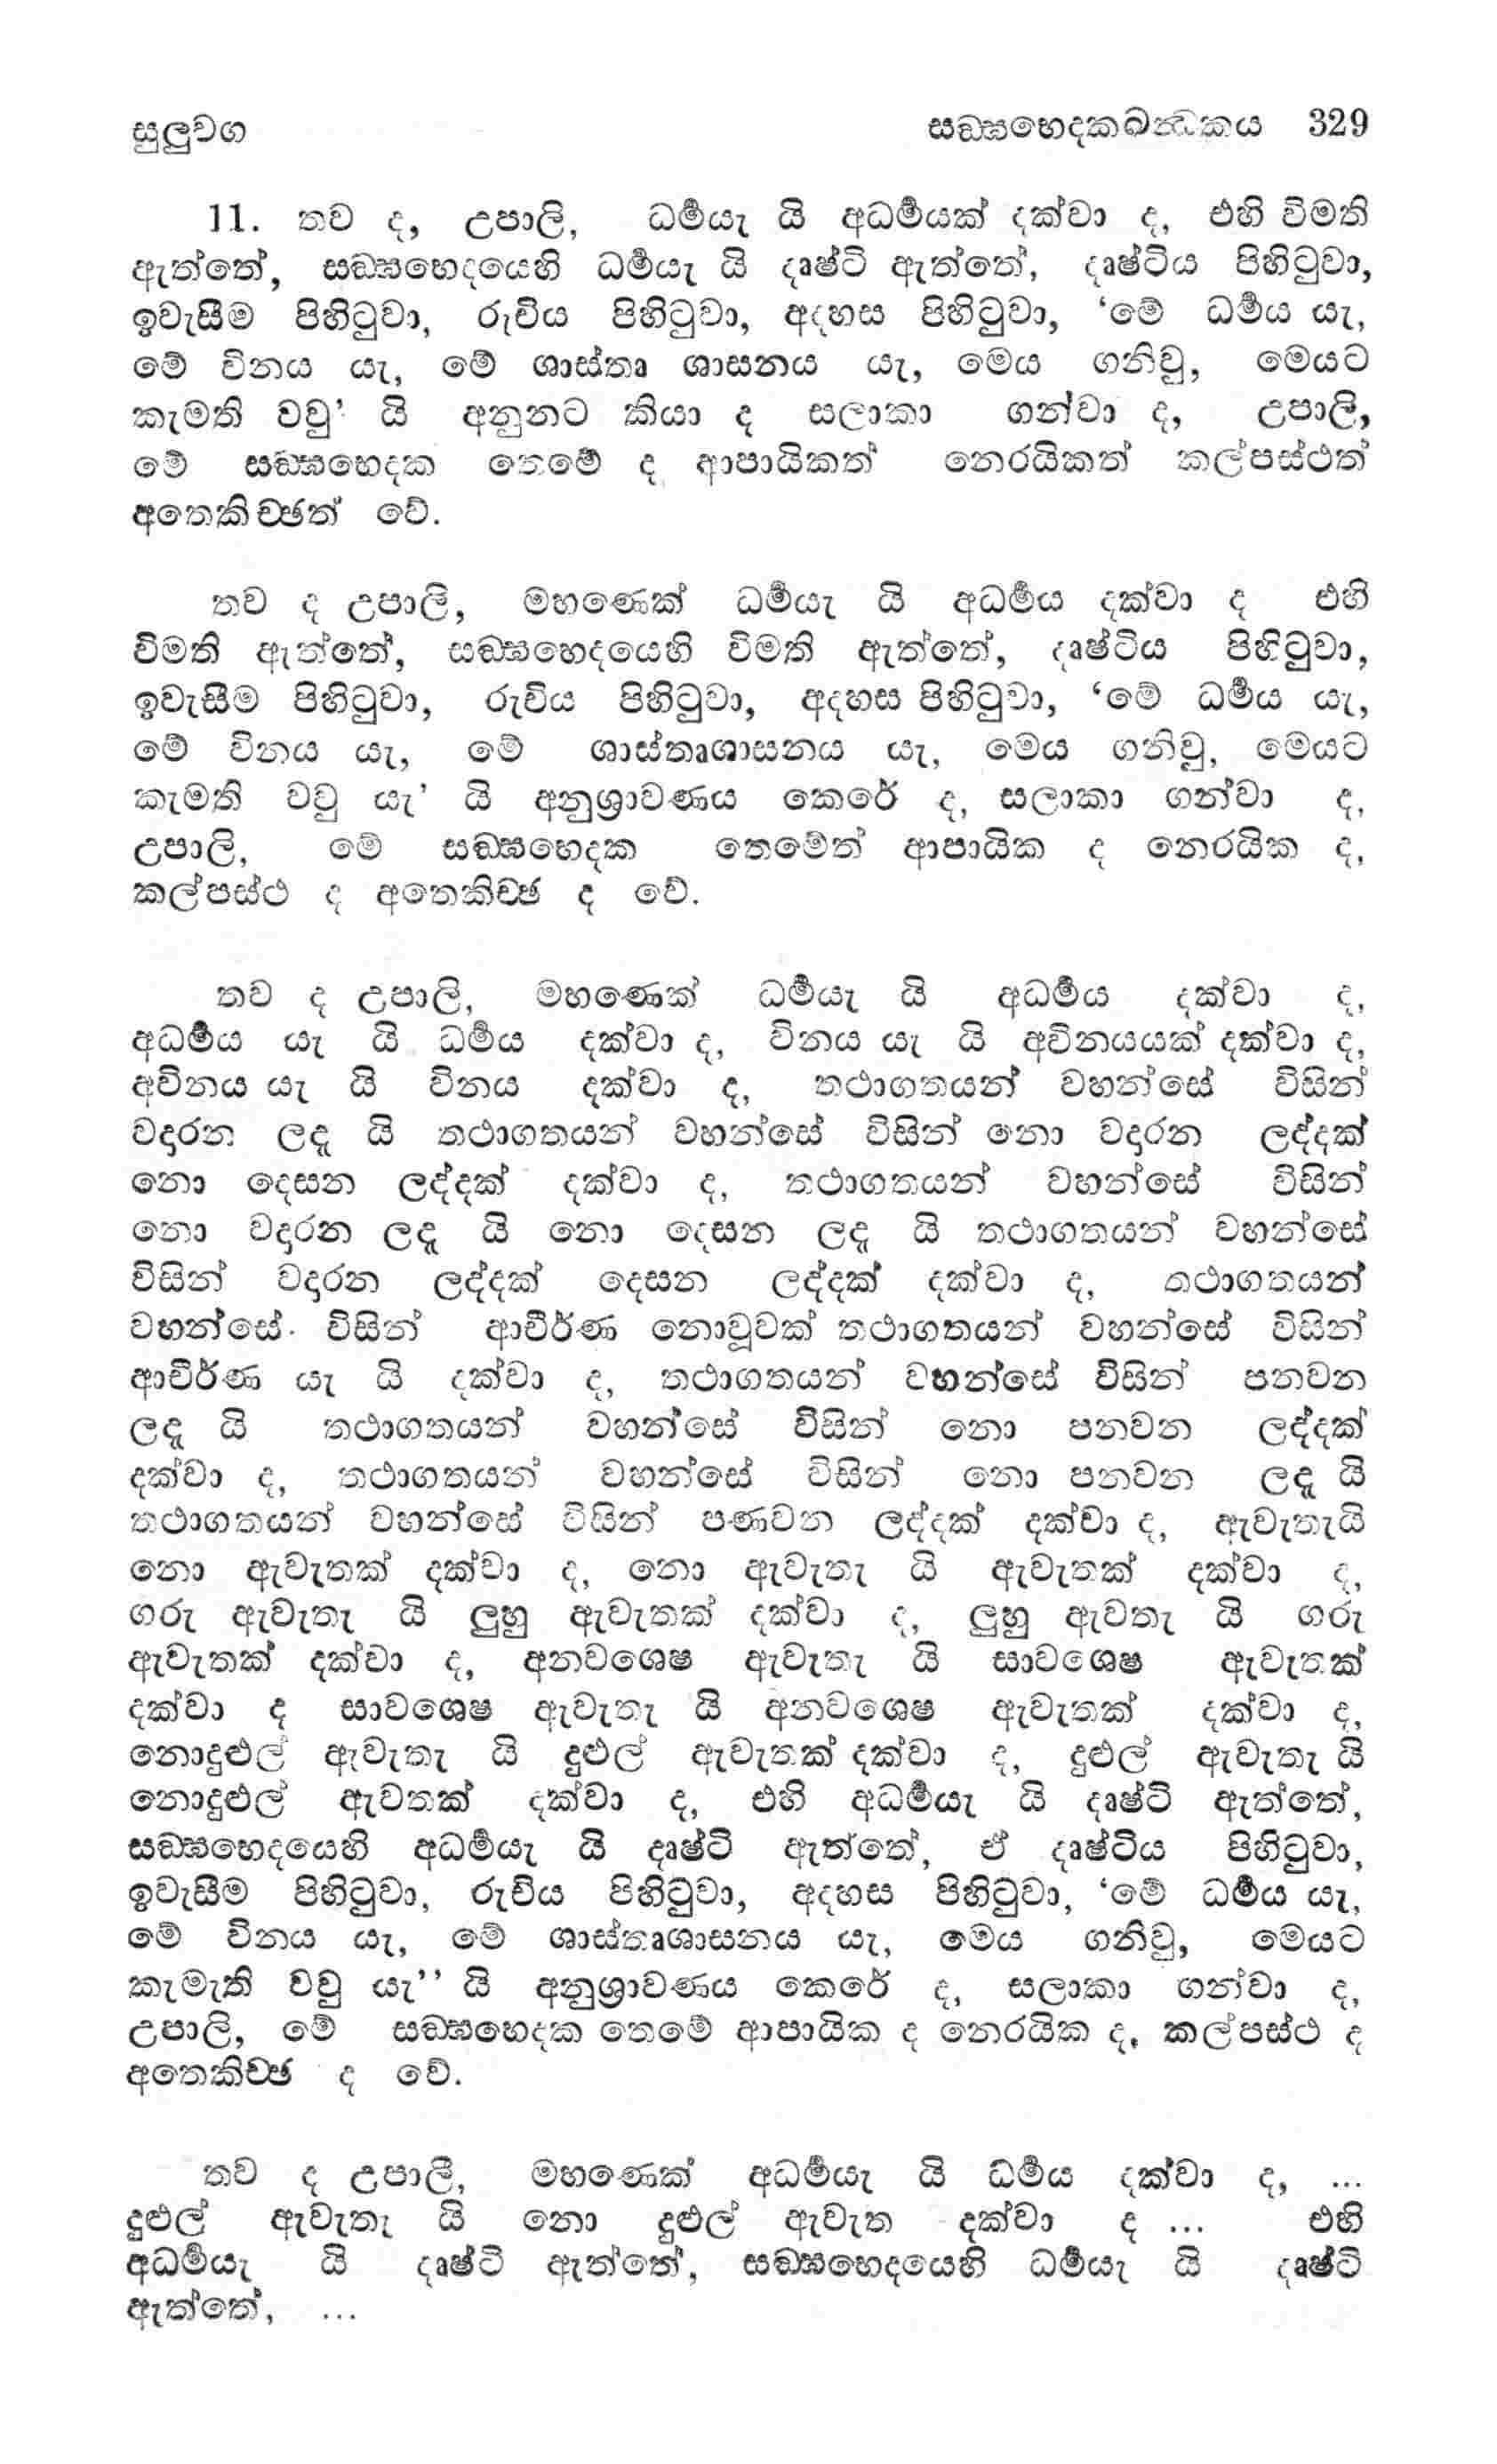 සුලුවග
සඞ්ඝභෙදකඛන්ධකය 329
11. තව ද, උපාලි, ධර්‍මයැ යි අධර්‍මයක් දක්වා ද, එහි විමති
ඇත්තේ, සඞ්ඝභෙදයෙහි ධර්‍මයැ යි දෘෂ්ටි ඇත්තේ, දෘෂ්ටිය පිහිටුවා,
ඉවැසීම පිහිටුවා, රුචිය පිහිටුවා, අදහස පිහිටුවා, ‘මේ ධර්‍මය යැ,
මේ විනය යැ, මේ ශාස්තෘ ශාසනය යැ, මෙය ගනිවු, මෙයට
කැමති වවු’ යි අනුනට කියා ද සලාකා ගන්වා ද, උපාලි,
මේ සඞ්ඝභෙදක තෙමේ ද ආපායිකත් නෙරයිකත් කල්පස්ථත්
අතෙකිච්ඡත් වේ.
තව ද උපාලි, මහණෙක් ධර්‍මයැ යි අධර්‍මය දක්වා ද එහි
විමති ඇත්තේ, සඞ්ඝභෙදයෙහි විමති ඇත්තේ, දෘෂ්ටිය පිහිටුවා,
ඉවැසීම පිහිටුවා, රුචිය පිහිටුවා, අදහස පිහිටුවා, ‘මේ ධර්‍මය යැ,
මේ විනය යැ, මේ ශාස්තෘශාසනය යැ, මෙය ගනිවු, මෙයට
කැමති වවු යැ’ යි අනුශ්‍රාවණය කෙරේ ද, සලාකා ගන්වා ද,
උපාලි, මේ සඞ්ඝභෙදක තෙමේත් ආපායික ද නෙරයික ද,
කල්පස්ථ ද අතෙකිච්ඡ ද වේ.
තව ද උපාලි, මහණෙක් ධර්‍මයැ යි අධර්‍මය දක්වා ද,
අධර්‍මය යැ යි ධර්‍මය දක්වා ද, විනය යැ යි අවිනයයක් දක්වා ද,
අවිනය යැ යි විනය දක්වා ද, තථාගතයන් වහන්සේ විසින්
වදාරන ලදැ යි තථාගතයන් වහන්සේ විසින් නො වදාරන ලද්දක්
නො දෙසන ලද්දක් දක්වා ද, තථාගතයන් වහන්සේ විසින්
නො වදාරන ලදැ යි නො දෙසන ලදැ යි තථාගතයන් වහන්සේ
විසින් වදාරන ලද්දක් දෙසන ලද්දක් දක්වා ද, තථාගතයන්
වහන්සේ. විසින් ආචීර්ණ නොවූවක් තථාගතයන් වහන්සේ විසින්
ආචීර්ණ යැ යි දක්වා ද, තථාගතයන් වහන්සේ විසින් පනවන
ලදැ යි තථාගතයන් වහන්සේ විසින් නො පනවන ලද්දක්
දක්වා ද, තථාගතයන් වහන්සේ විසින් නො පනවන ලදැ යි
තථාගතයන් වහන්සේ විසින් පණවන ලද්දක් දක්වා ද, ඇවැතැයි
නො ඇවැතක් දක්වා ද, නො ඇවැතැ යි ඇවැතක් දක්වා ද,
ගරු ඇවැතැ යි ලුහු ඇවැතක් දක්වා ද, ලුහු ඇවතැ යි ගරු
ඇවැතක් දක්වා ද, අනවශෙෂ ඇවැතැ යි සාවශෙෂ ඇවැතක්
දක්වා ද සාවශෙෂ ඇවැතැ යි අනවශෙෂ ඇවැතක් දක්වා ද,
නොදුළුල් ඇවැතැ යි දුළුල් ඇවැතක් දක්වා ද, දුළුල් ඇවැතැ යි
නොදුළුල් ඇවතක් දක්වා ද, එහි අධර්‍මයැ යි දෘෂ්ටි ඇත්තේ,
සඞ්ඝභෙදයෙහි අධර්‍මයැ යි දෘෂ්ටි ඇත්තේ, ඒ දෘෂ්ටිය පිහිටුවා,
ඉවැසීම පිහිටුවා, රුචිය පිහිටුවා, අදහස පිහිටුවා, ‘මේ ධර්‍මය යැ,
මේ විනය යැ, මේ ශාස්තෘශාසනය යැ, මෙය ගනිවු, මෙයට
කැමැති වවු යැ’’ යි අනුශ්‍රාවණය කෙරේ ද, සලාකා ගන්වා ද,
උපාලි, මේ සඞ්ඝභෙදක තෙමේ ආපායික ද නෙරයික ද, කල්පස්ථ ද
අතෙකිච්ඡ ද වේ.
තව ද උපාලී, මහණෙක් අධර්‍මයැ යි ධර්‍මය දක්වා ද, ...
දුළුල් ඇවැතැ යි නො දුළුල් ඇවැත දක්වා ද ... එහි
අධර්‍මයැ යි දෘෂ්ටි ඇත්තේ, සඞ්ඝභෙදයෙහි ධර්‍මයැ යි දෘෂ්ටි
ඇත්තේ, ...